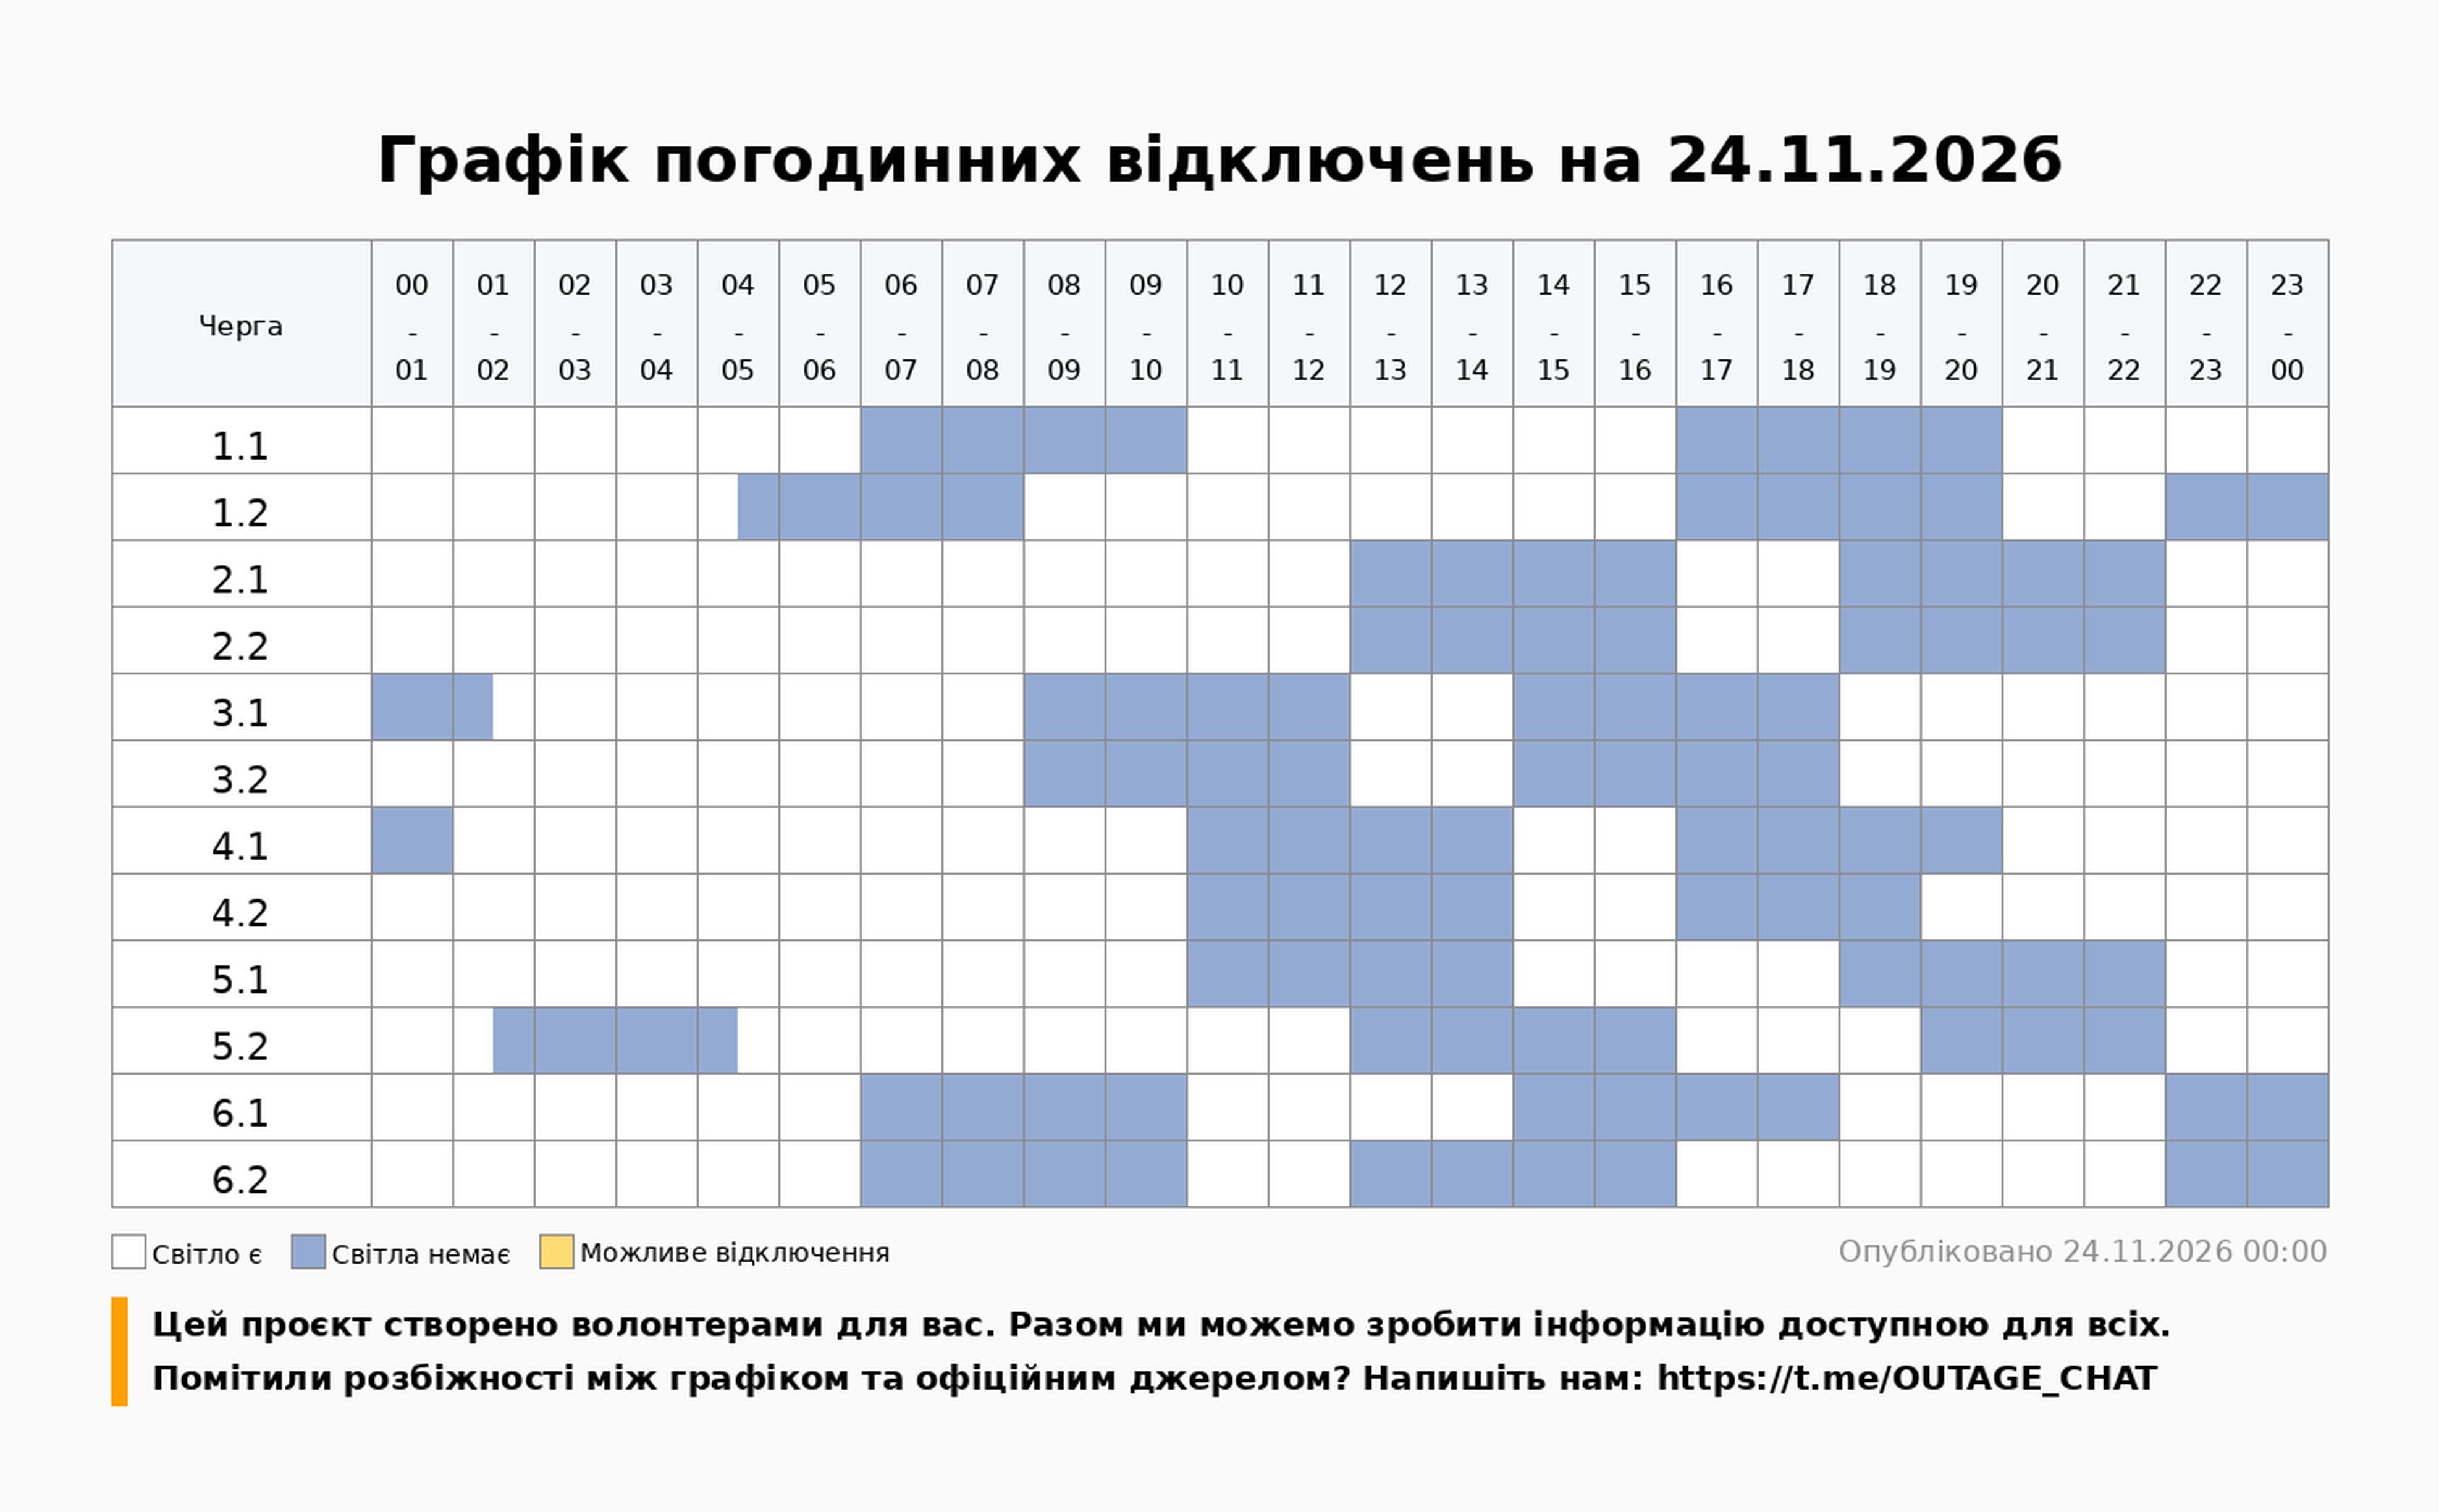 Графік погодинних відключень на 24.11.2026
Черга 00 - 01 01 - 02 02 - 03 03 - 04 04 - 05 05 - 06 06 - 07 07 - 08 08 - 09 09 - 10 10 - 11 11 - 12 12 - 13 13 - 14 14 - 15 15 - 16 16 - 17 17 - 18 18 - 19 19 - 20 20 - 21 21 - 22 22 - 23 23 - 00
1.1
1.2
2.1
2.2
3.1
3.2
4.1
4.2
5.1
5.2
6.1
6.2
Світло є Світла немає Можливе відключення Опубліковано 24.11.2026 00:00
Цей проєкт створено волонтерами для вас. Разом ми можемо зробити інформацію доступною для всіх.
Помітили розбіжності між графіком та офіційним джерелом? Напишіть нам: https://t.me/OUTAGE_CHAT